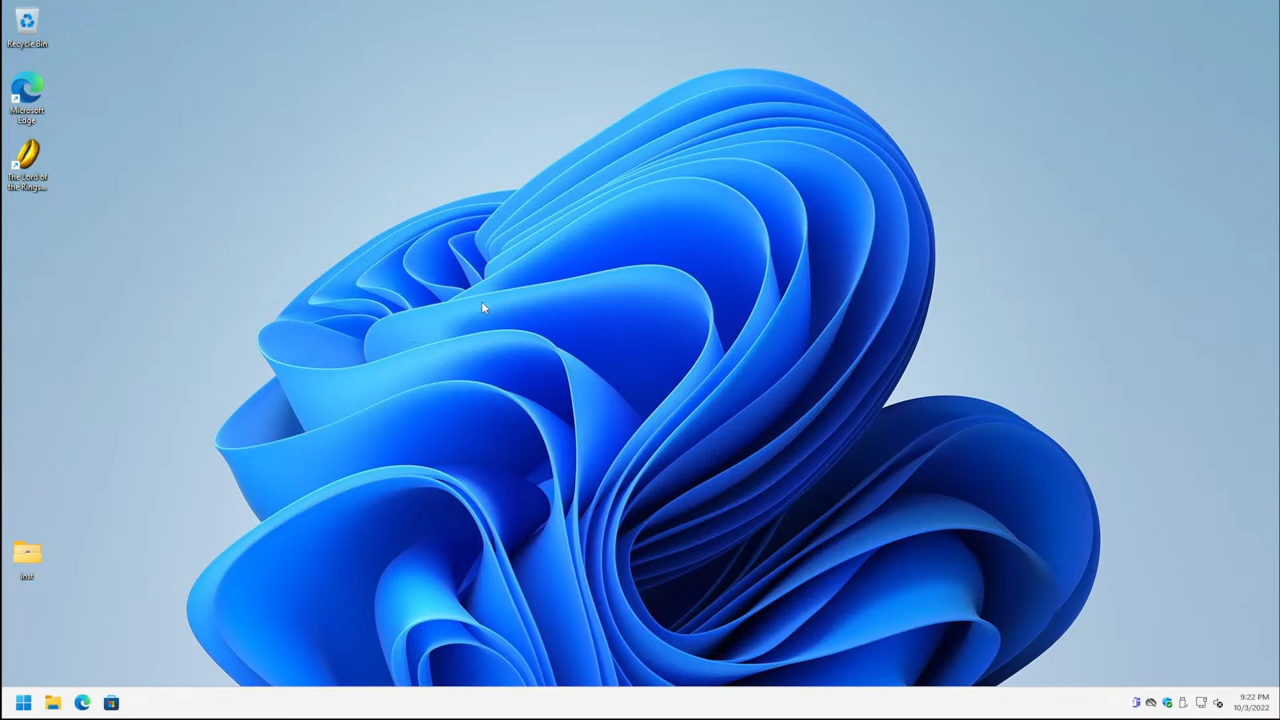 Recycle Bin
Microsoft
Edge
The Lord of
the Rings...
inst
9:22 PM
10/3/2022